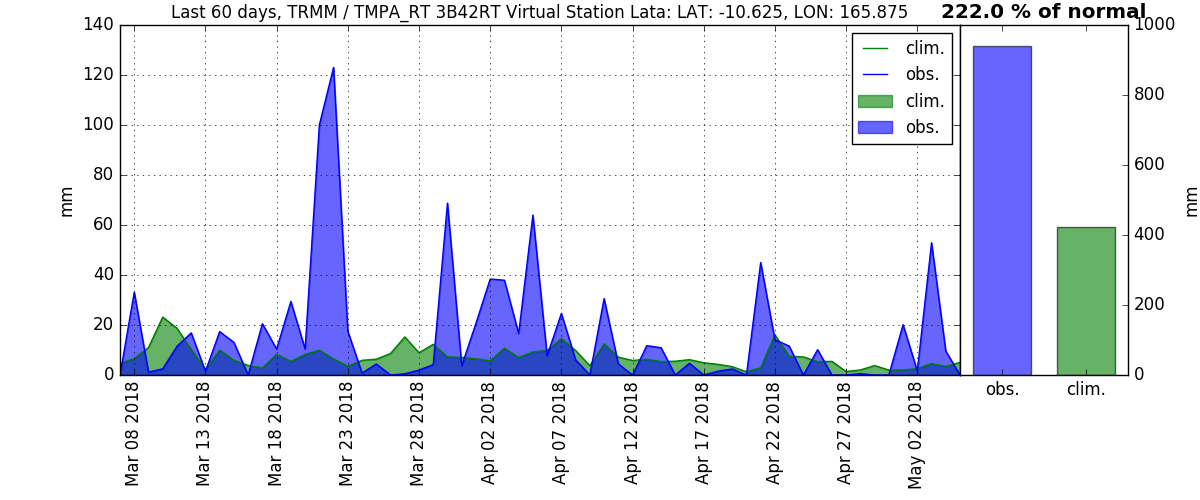 Last 60 days, TRMM / TMPA_RT 3B42RT Virtual Station Lata: LAT: -10.625, LON: 165.875
222.0 % of normal
140
120
100
80
60
40
20
0
mm
clim.
obs.
clim.
obs.
1000
800
600
400
200
0
mm
Mar 08 2018
Mar 13 2018
Mar 18 2018
Mar 23 2018
Mar 28 2018
Apr 02 2018
Apr 07 2018
Apr 12 2018
Apr 17 2018
Apr 22 2018
Apr 27 2018
May 02 2018
obs.
clim.